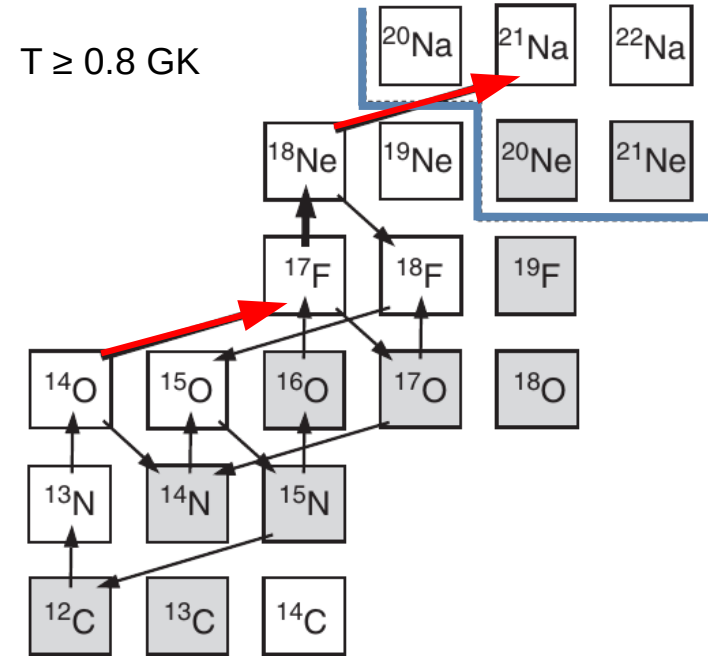 ²⁰Na ²¹Na ²²Na
T ≥ 0.8 GK
¹⁸Ne ¹⁹Ne ²⁰Ne ²¹Ne
¹⁷F ¹⁸F ¹⁹F
¹⁴O ¹⁵O ¹⁶O ¹⁷O ¹⁸O
¹³N ¹⁴N ¹⁵N
¹²C ¹³C ¹⁴C